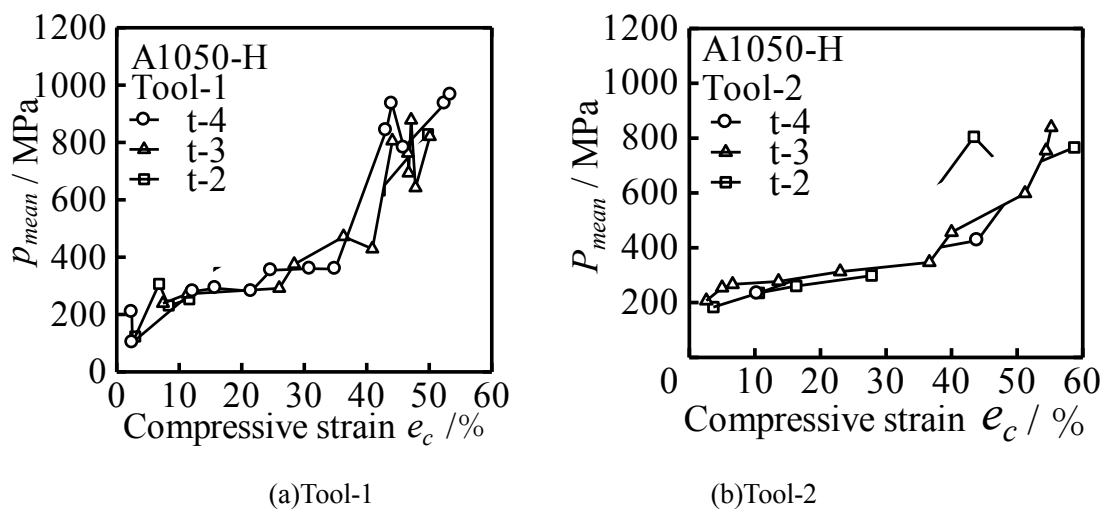 1200
1000
800
600
400
200
0
p_mean / MPa
A1050-H
Tool-1
t-4
t-3
t-2
0 10 20 30 40 50 60
Compressive strain e_c /%
(a)Tool-1
1200
1000
800
600
400
200
P_mean / MPa
A1050-H
Tool-2
t-4
t-3
t-2
0 10 20 30 40 50 60
Compressive strain e_c / %
(b)Tool-2